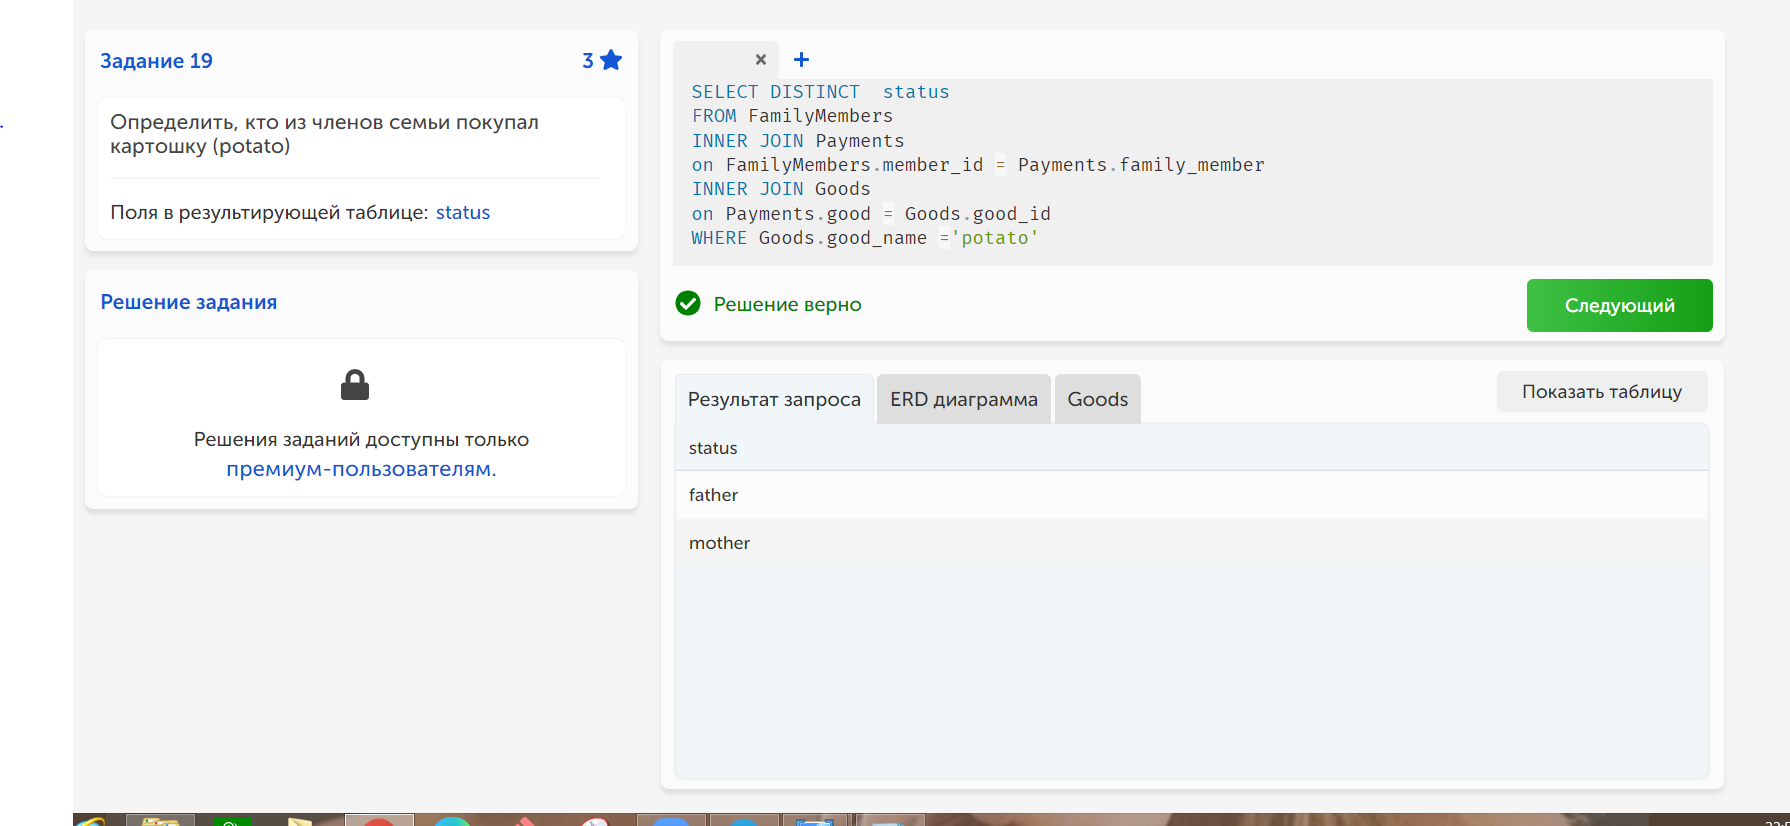 Задание 19
3
Определить, кто из членов семьи покупал
картошку (potato)
Поля в результирующей таблице: status
Решение задания
Решения заданий доступны только
премиум-пользователям.
SELECT DISTINCT  status
FROM FamilyMembers
INNER JOIN Payments
on FamilyMembers.member_id = Payments.family_member
INNER JOIN Goods
on Payments.good = Goods.good_id
WHERE Goods.good_name ='potato'
Решение верно
Следующий
Результат запроса
ERD диаграмма
Goods
Показать таблицу
status
father
mother